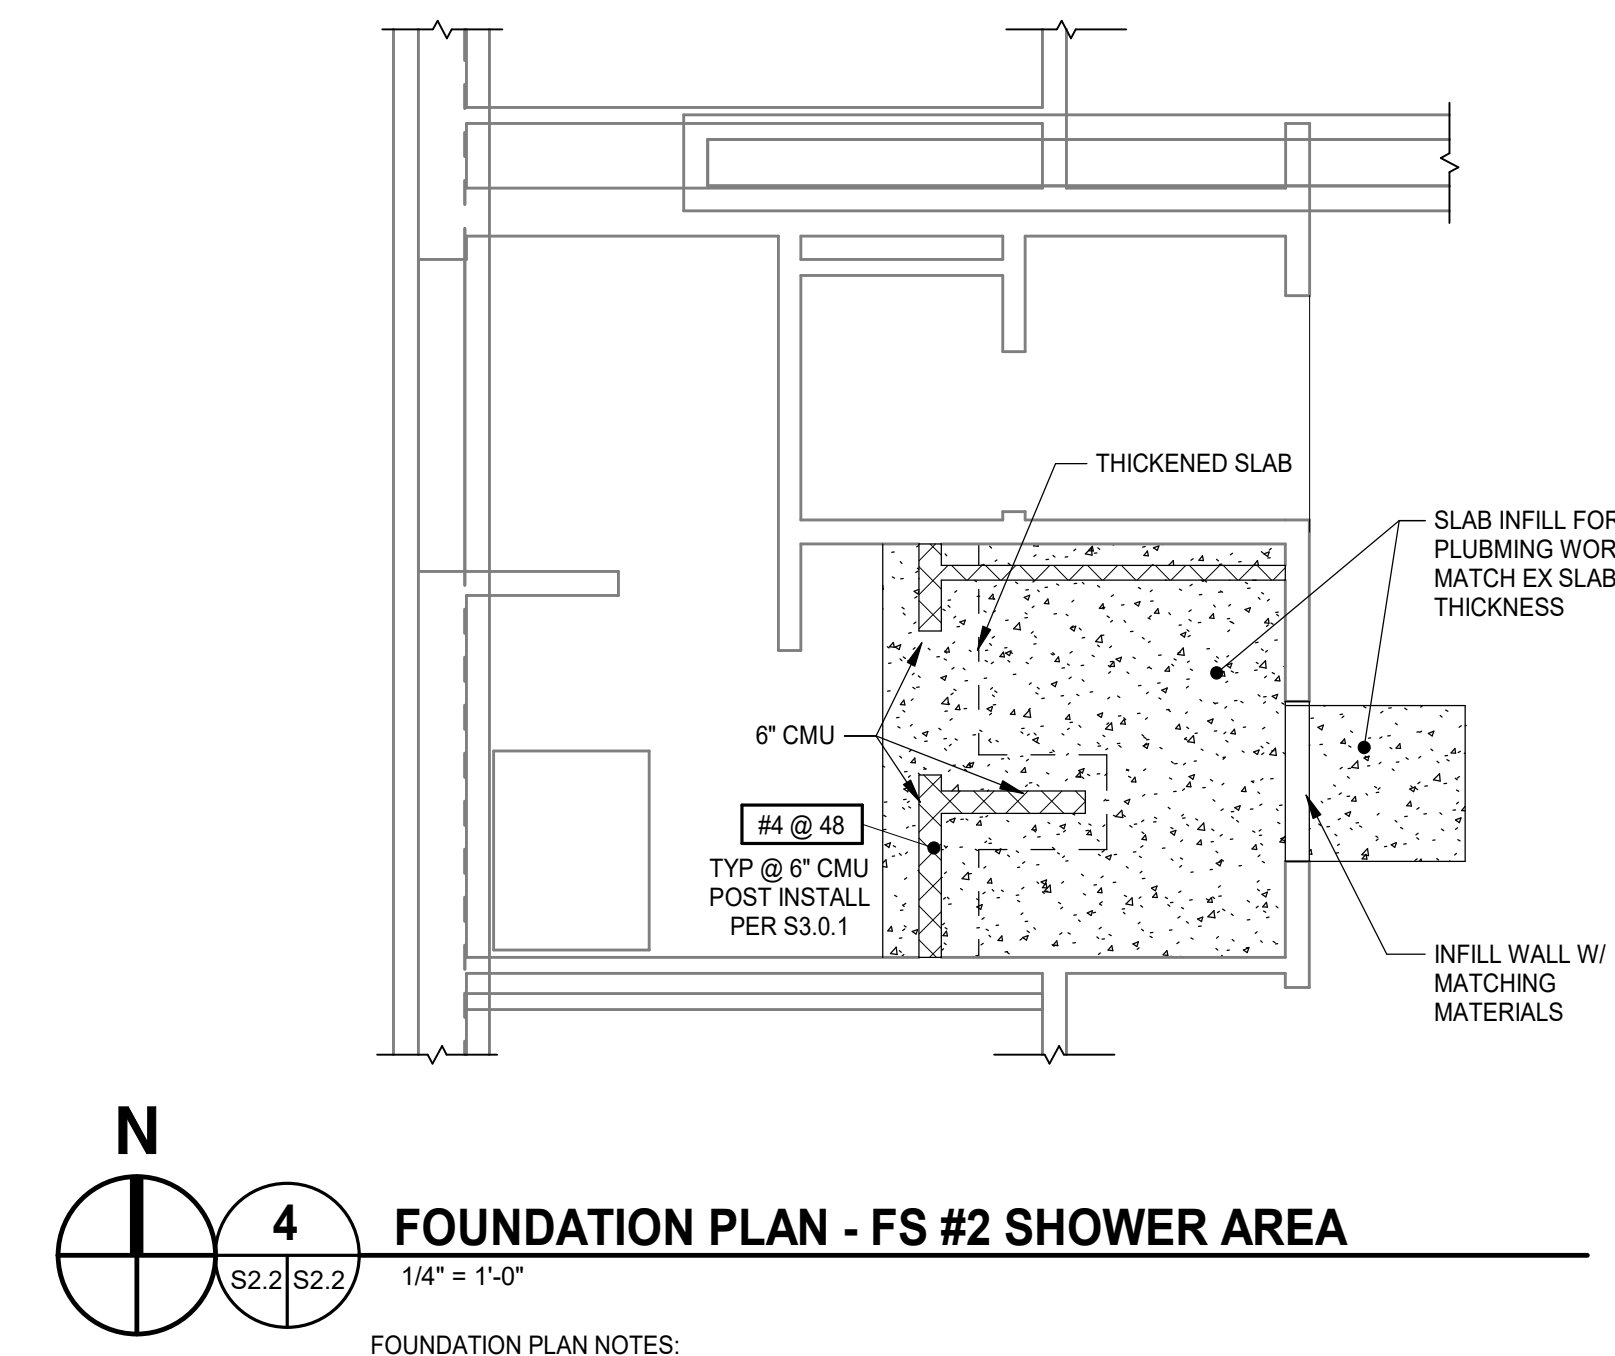 THICKENED SLAB
SLAB INFILL FOR
PLUBMING WOR
MATCH EX SLAB
THICKNESS
6" CMU
#4 @ 48
TYP @ 6" CMU
POST INSTALL
PER S3.0.1
INFILL WALL W/
MATCHING
MATERIALS
N
4
S2.2 S2.2
FOUNDATION PLAN - FS #2 SHOWER AREA
1/4" = 1'-0"
FOUNDATION PLAN NOTES: